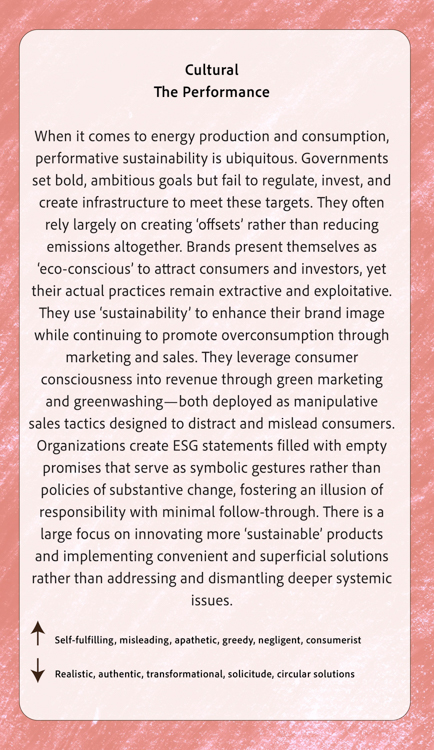 Cultural
The Performance
When it comes to energy production and consumption,
performative sustainability is ubiquitous. Governments
set bold, ambitious goals but fail to regulate, invest, and
create infrastructure to meet these targets. They often
rely largely on creating ‘offsets’ rather than reducing
emissions altogether. Brands present themselves as
‘eco-conscious’ to attract consumers and investors, yet
their actual practices remain extractive and exploitative.
They use ‘sustainability’ to enhance their brand image
while continuing to promote overconsumption through
marketing and sales. They leverage consumer
consciousness into revenue through green marketing
and greenwashing—both deployed as manipulative
sales tactics designed to distract and mislead consumers.
Organizations create ESG statements filled with empty
promises that serve as symbolic gestures rather than
policies of substantive change, fostering an illusion of
responsibility with minimal follow-through. There is a
large focus on innovating more ‘sustainable’ products
and implementing convenient and superficial solutions
rather than addressing and dismantling deeper systemic
issues.
Self-fulfilling, misleading, apathetic, greedy, negligent, consumerist
Realistic, authentic, transformational, solicitude, circular solutions